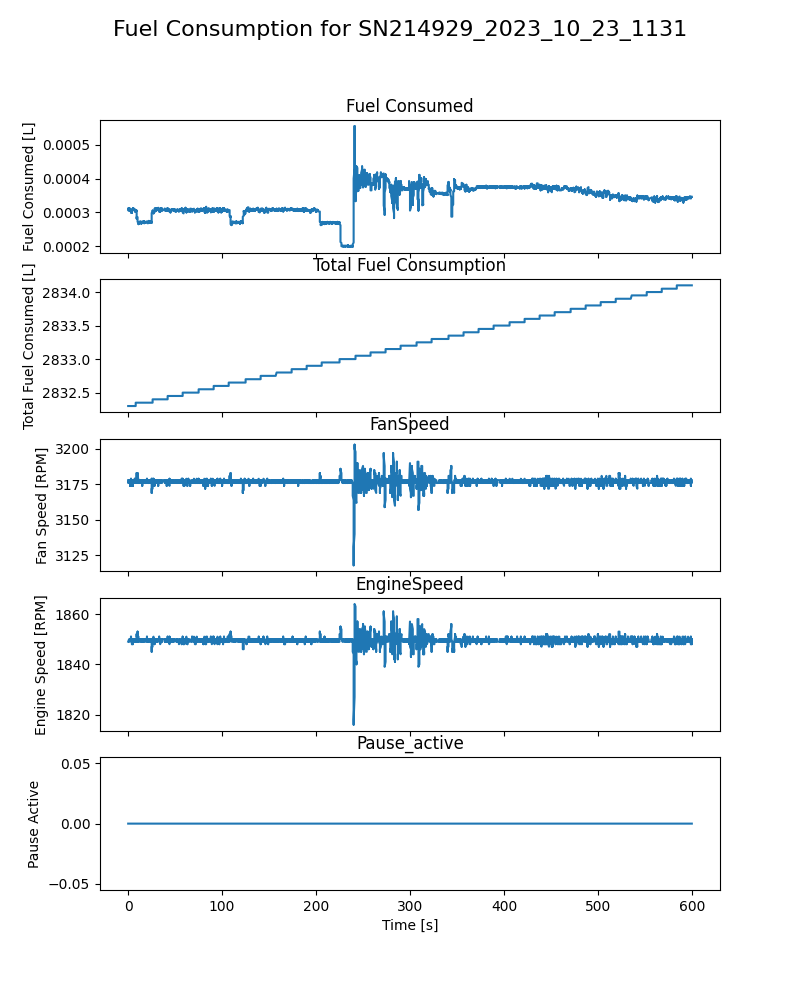 Fuel Consumption for SN214929_2023_10_23_1131
Fuel Consumed
Fuel Consumed [L]
0.0005
0.0004
0.0003
0.0002
Total Fuel Consumption
Total Fuel Consumed [L]
2834.0
2833.5
2833.0
2832.5
FanSpeed
Fan Speed [RPM]
3200
3175
3150
3125
EngineSpeed
Engine Speed [RPM]
1860
1840
1820
Pause_active
Pause Active
0.05
0.00
−0.05
0 100 200 300 400 500 600
Time [s]